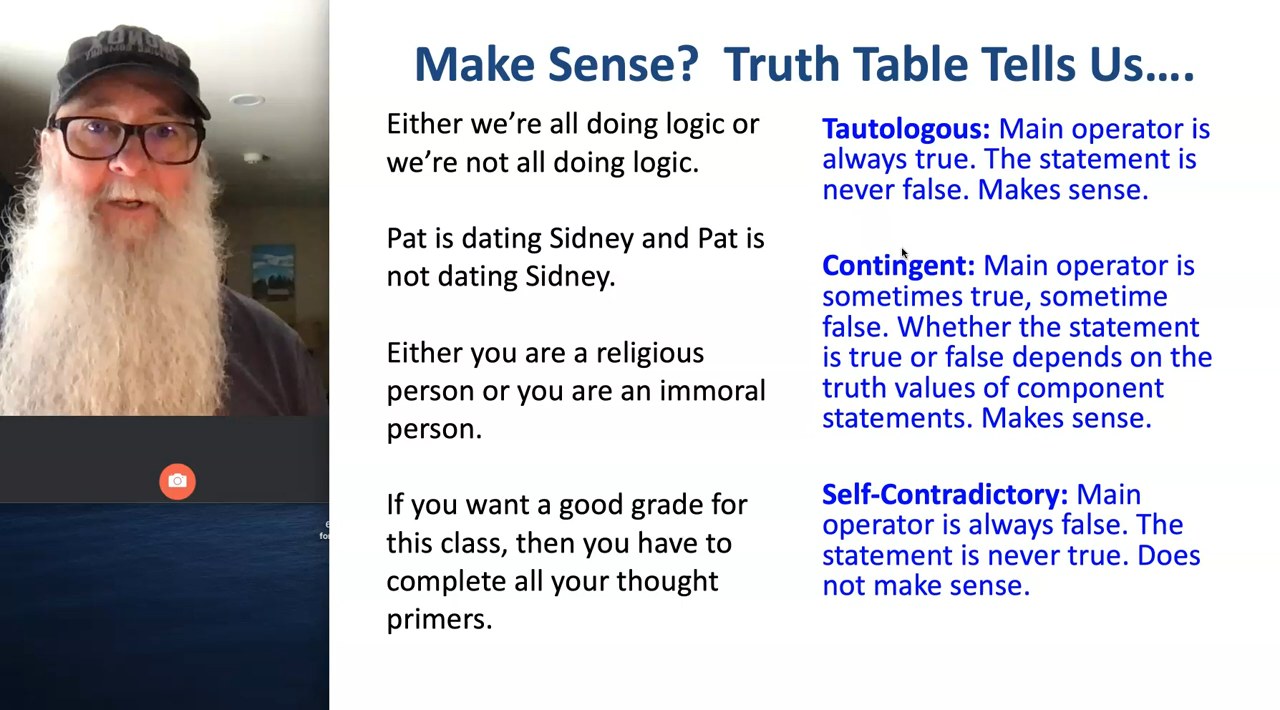 Make Sense?  Truth Table Tells Us….
Either we’re all doing logic or
we’re not all doing logic.
Pat is dating Sidney and Pat is
not dating Sidney.
Either you are a religious
person or you are an immoral
person.
If you want a good grade for
this class, then you have to
complete all your thought
primers.
Tautologous: Main operator is
always true. The statement is
never false. Makes sense.
Contingent: Main operator is
sometimes true, sometime
false. Whether the statement
is true or false depends on the
truth values of component
statements. Makes sense.
Self-Contradictory: Main
operator is always false. The
statement is never true. Does
not make sense.